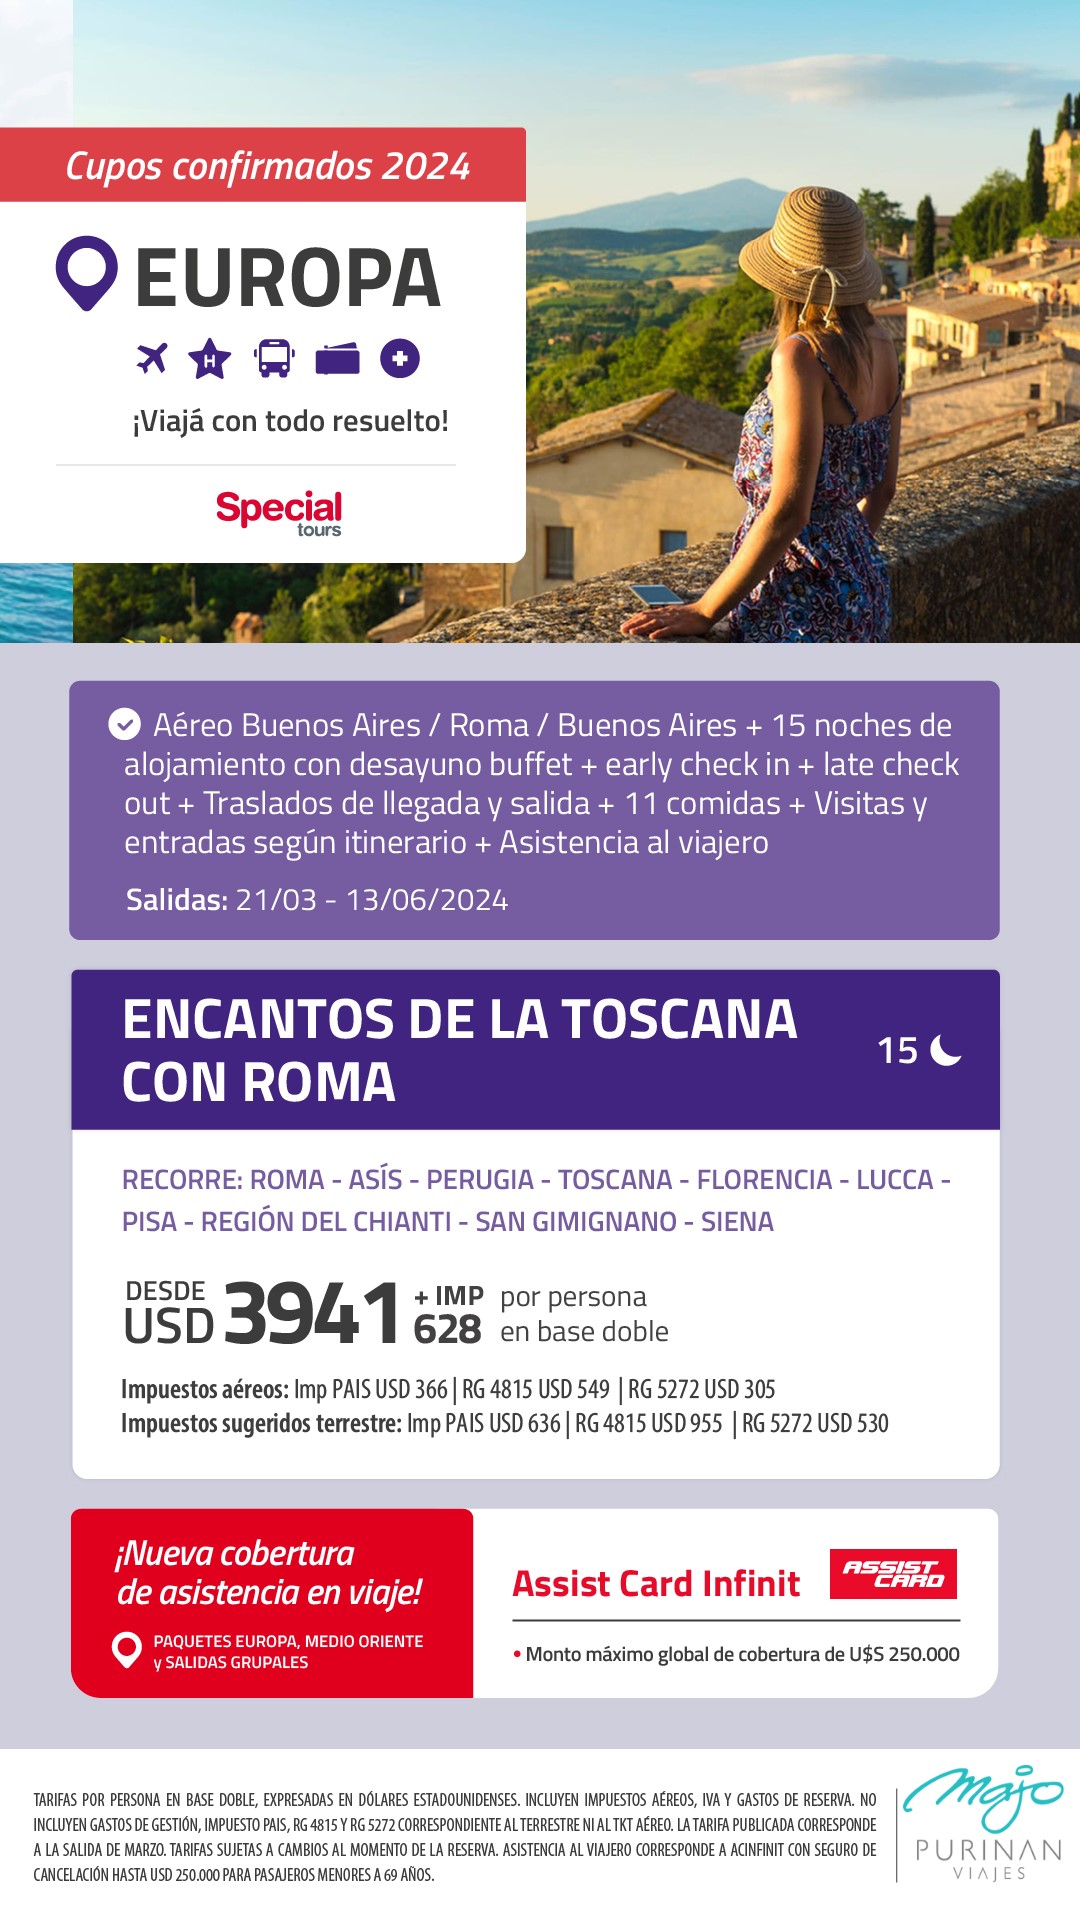 Cupos confirmados 2024
EUROPA
H
¡Viajá con todo resuelto!
Special
tours
Aéreo Buenos Aires / Roma / Buenos Aires + 15 noches de
alojamiento con desayuno buffet + early check in + late check
out + Traslados de llegada y salida + 11 comidas + Visitas y
entradas según itinerario + Asistencia al viajero
Salidas: 21/03 - 13/06/2024
ENCANTOS DE LA TOSCANA
CON ROMA
15
RECORRE: ROMA - ASÍS - PERUGIA - TOSCANA - FLORENCIA - LUCCA -
PISA - REGIÓN DEL CHIANTI - SAN GIMIGNANO - SIENA
DESDE
USD 3941 + IMP 628 por persona
en base doble
Impuestos aéreos: Imp PAIS USD 366 | RG 4815 USD 549 | RG 5272 USD 305
Impuestos sugeridos terrestre: Imp PAIS USD 636 | RG 4815 USD 955 | RG 5272 USD 530
¡Nueva cobertura
de asistencia en viaje!
PAQUETES EUROPA, MEDIO ORIENTE
y SALIDAS GRUPALES
Assist Card Infinit
ASSIST
CARD
• Monto máximo global de cobertura de U$S 250.000
TARIFAS POR PERSONA EN BASE DOBLE, EXPRESADAS EN DÓLARES ESTADOUNIDENSES. INCLUYEN IMPUESTOS AÉREOS, IVA Y GASTOS DE RESERVA. NO
INCLUYEN GASTOS DE GESTIÓN, IMPUESTO PAIS, RG 4815 Y RG 5272 CORRESPONDIENTE AL TERRESTRE NI AL TKT AÉREO. LA TARIFA PUBLICADA CORRESPONDE
A LA SALIDA DE MARZO. TARIFAS SUJETAS A CAMBIOS AL MOMENTO DE LA RESERVA. ASISTENCIA AL VIAJERO CORRESPONDE A ACINFINIT CON SEGURO DE
CANCELACIÓN HASTA USD 250.000 PARA PASAJEROS MENORES A 69 AÑOS.
Majo
PURINAN
VIAJES